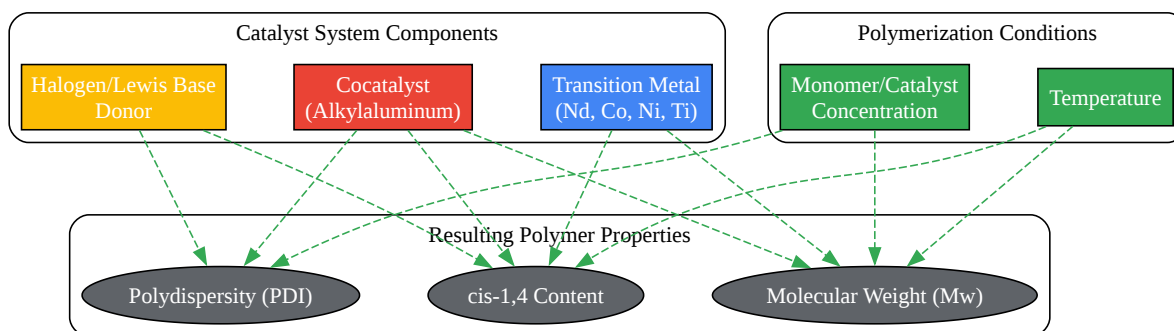 Catalyst System Components
Polymerization Conditions
Halogen/Lewis Base
Donor
Cocatalyst
(Alkylaluminum)
Transition Metal
(Nd, Co, Ni, Ti)
Monomer/Catalyst
Concentration
Temperature
Resulting Polymer Properties
Polydispersity (PDI)
cis-1,4 Content
Molecular Weight (Mw)